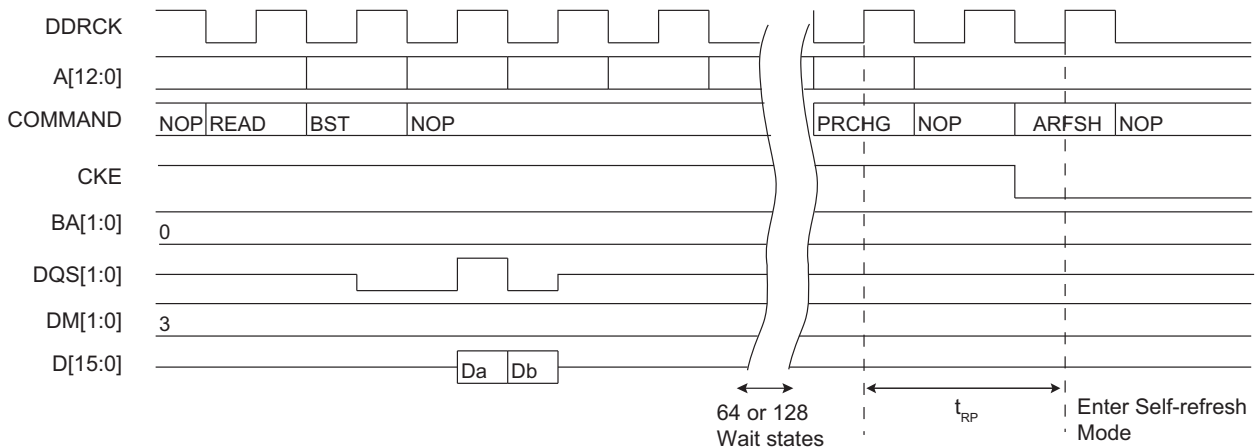 DDRCK
A[12:0]
COMMAND NOP READ BST NOP PRCHG NOP ARFSH NOP
CKE
BA[1:0] 0
DQS[1:0]
DM[1:0] 3
D[15:0] Da Db
64 or 128
Wait states
tRP
Enter Self-refresh
Mode